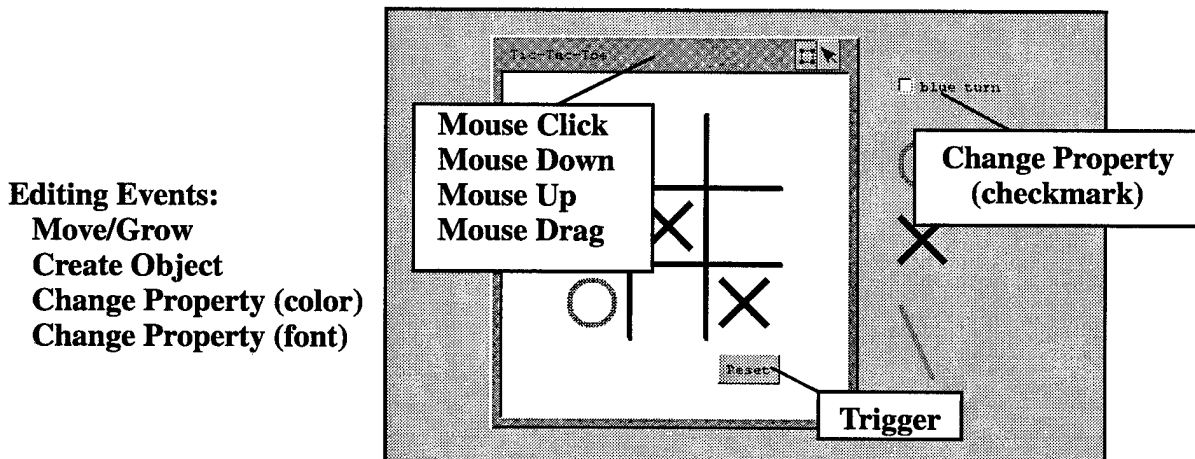 Tic-Tac-Toe
blue turn
Mouse Click
Mouse Down
Mouse Up
Mouse Drag
Change Property
(checkmark)
Editing Events:
Move/Grow
Create Object
Change Property (color)
Change Property (font)
Reset
Trigger